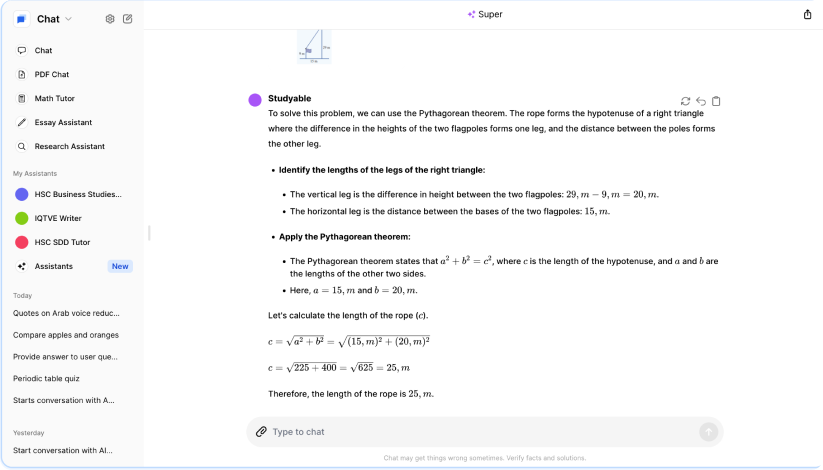 Chat
Super
Chat
PDF Chat
Math Tutor
Essay Assistant
Research Assistant
My Assistants
HSC Business Studies...
IQTVE Writer
HSC SDD Tutor
Assistants New
Today
Quotes on Arab voice reduc...
Compare apples and oranges
Provide answer to user que...
Periodic table quiz
Starts conversation with A...
Yesterday
Start conversation with AI...
Studyable
To solve this problem, we can use the Pythagorean theorem. The rope forms the hypotenuse of a right triangle
where the difference in the heights of the two flagpoles forms one leg, and the distance between the poles forms
the other leg.
• Identify the lengths of the legs of the right triangle:
• The vertical leg is the difference in height between the two flagpoles: 29, m − 9, m = 20, m.
• The horizontal leg is the distance between the bases of the two flagpoles: 15, m.
• Apply the Pythagorean theorem:
• The Pythagorean theorem states that a² + b² = c², where c is the length of the hypotenuse, and a and b are
the lengths of the other two sides.
• Here, a = 15, m and b = 20, m.
Let's calculate the length of the rope (c).
c = √(a² + b²) = √((15, m)² + (20, m)²)
c = √(225 + 400) = √625 = 25, m
Therefore, the length of the rope is 25, m.
Type to chat
Chat may get things wrong sometimes. Verify facts and solutions.